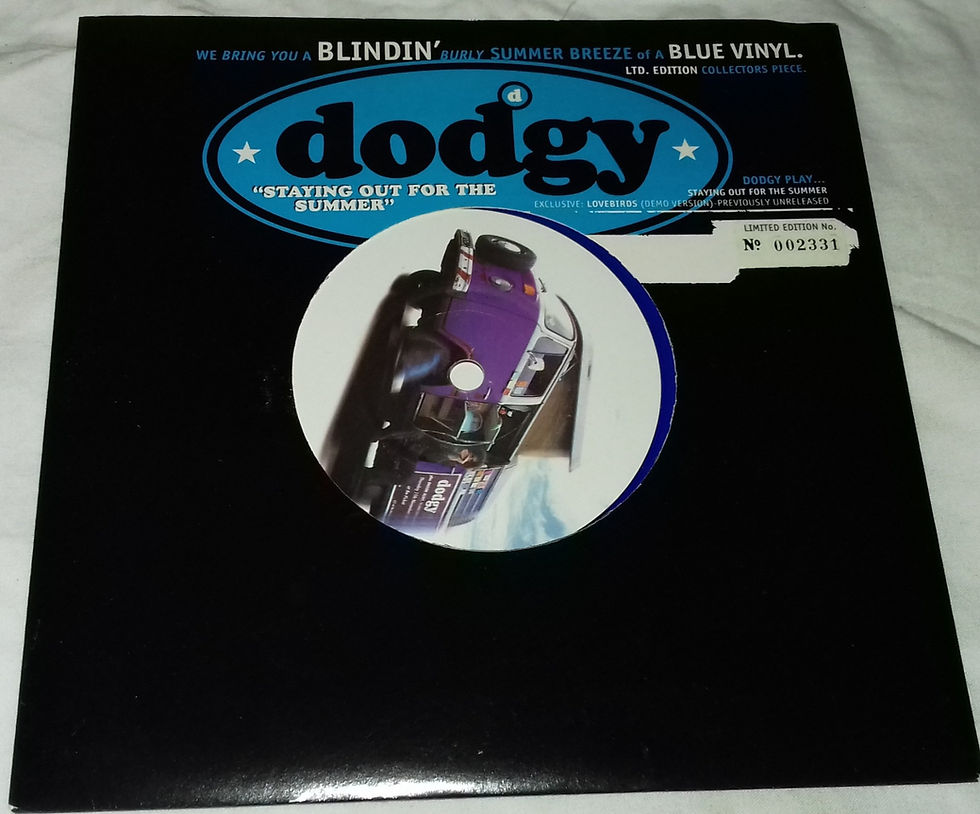 WE BRING YOU A BLINDIN' BURLY SUMMER BREEZE of A BLUE VINYL.
LTD. EDITION COLLECTORS PIECE.
d
dodgy
"STAYING OUT FOR THE
SUMMER"
DODGY PLAY...
STAYING OUT FOR THE SUMMER
EXCLUSIVE: LOVEBIRDS (DEMO VERSION)-PREVIOUSLY UNRELEASED
LIMITED EDITION No.
Nº 002331
dodgy